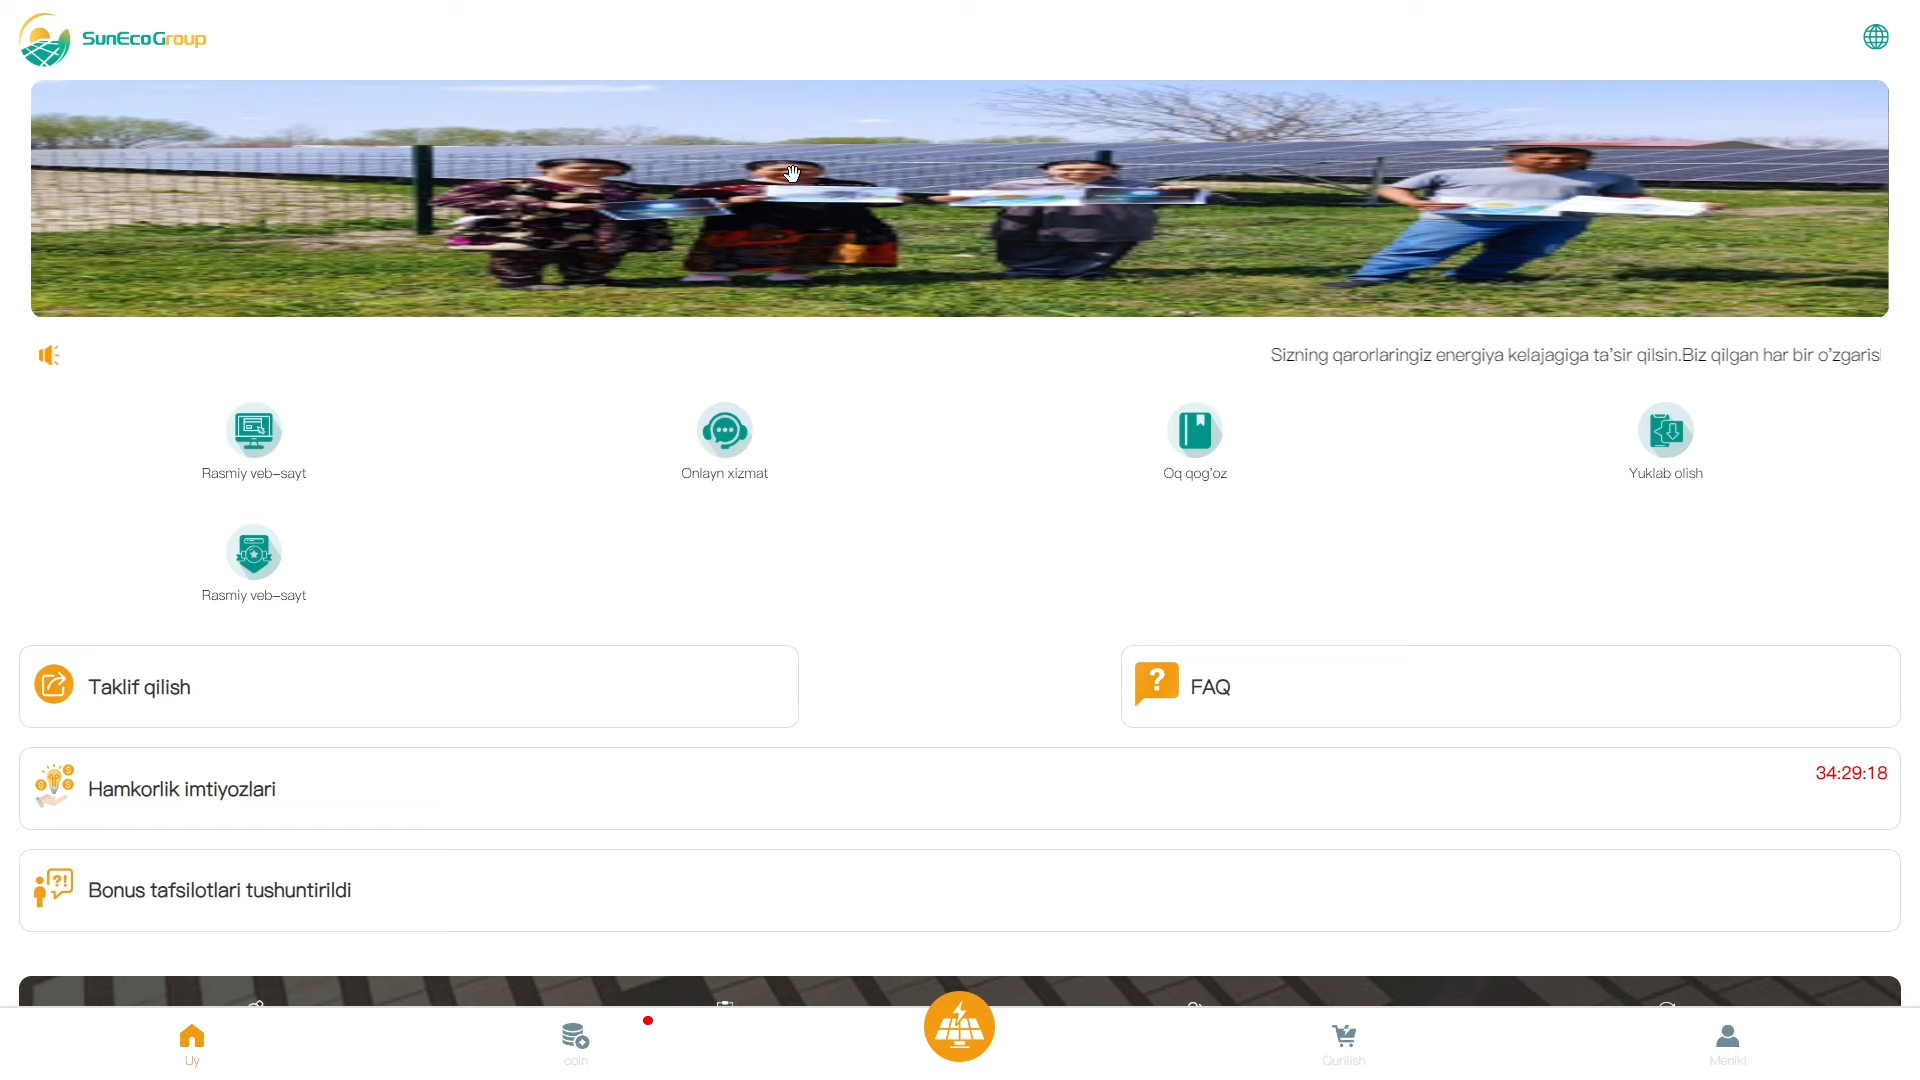 SunEcoGroup
Sizning qarorlaringiz energiya kelajagiga ta'sir qilsin.Biz qilgan har bir o'zgaris
Rasmiy veb-sayt
Onlayn xizmat
Oq qog'oz
Yuklab olish
Rasmiy veb-sayt
Taklif qilish
FAQ
Hamkorlik imtiyozlari
34:29:18
Bonus tafsilotlari tushuntirildi
Uy
coin
Qurilish
Meniki